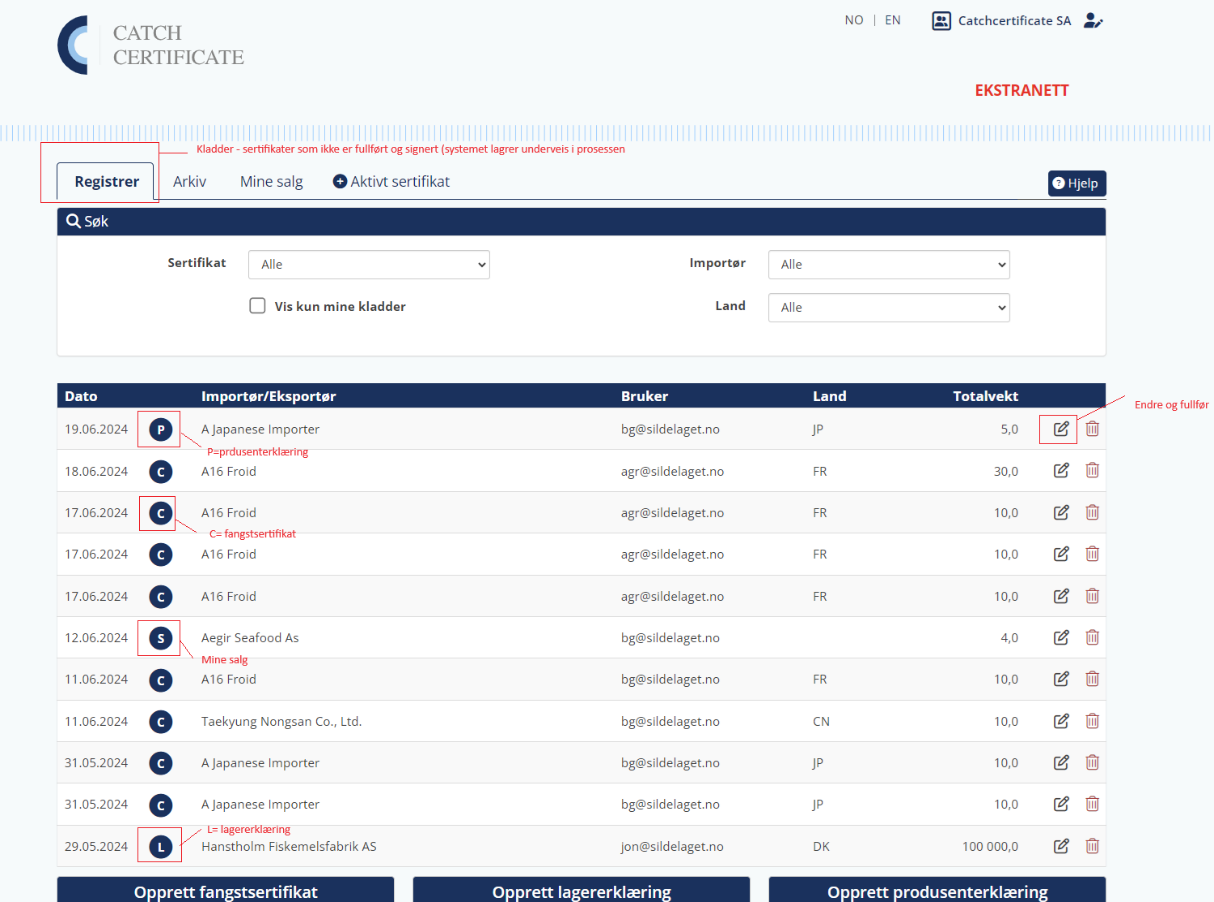 CATCH
CERTIFICATE
NO | EN
Catchcertificate SA
EKSTRANETT
Kladder - sertifikater som ikke er fullført og signert (systemet lagrer underveis i prosessen
Registrer Arkiv Mine salg Aktivt sertifikat
Hjelp
Søk
Sertifikat Alle Importør Alle
Vis kun mine kladder Land Alle
Dato Importør/Eksportør Bruker Land Totalvekt
Endre og fullfør
19.06.2024 P A Japanese Importer bg@sildelaget.no JP 5,0
P=prdusenterklæring
18.06.2024 C A16 Froid agr@sildelaget.no FR 30,0
17.06.2024 C A16 Froid agr@sildelaget.no FR 10,0
C= fangstsertifikat
17.06.2024 C A16 Froid agr@sildelaget.no FR 10,0
17.06.2024 C A16 Froid agr@sildelaget.no FR 10,0
12.06.2024 S Aegir Seafood As bg@sildelaget.no 4,0
Mine salg
11.06.2024 C A16 Froid bg@sildelaget.no FR 10,0
11.06.2024 C Taekyung Nongsan Co., Ltd. bg@sildelaget.no CN 10,0
31.05.2024 C A Japanese Importer bg@sildelaget.no JP 10,0
31.05.2024 C A Japanese Importer bg@sildelaget.no JP 10,0
L= lagererklæring
29.05.2024 L Hanstholm Fiskemelsfabrik AS jon@sildelaget.no DK 100 000,0
Opprett fangstsertifikat Opprett lagererklæring Opprett produsenterklæring